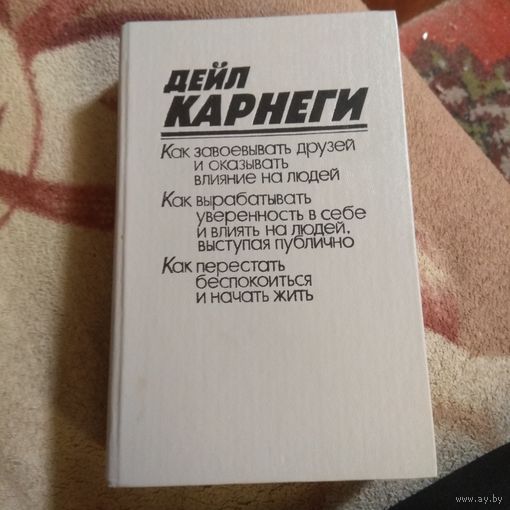 ДЕЙЛ
КАРНЕГИ
Как завоевывать друзей
и оказывать
влияние на людей
Как вырабатывать
уверенность в себе
и влиять на людей,
выступая публично
Как перестать
беспокоиться
и начать жить
www.ay.by